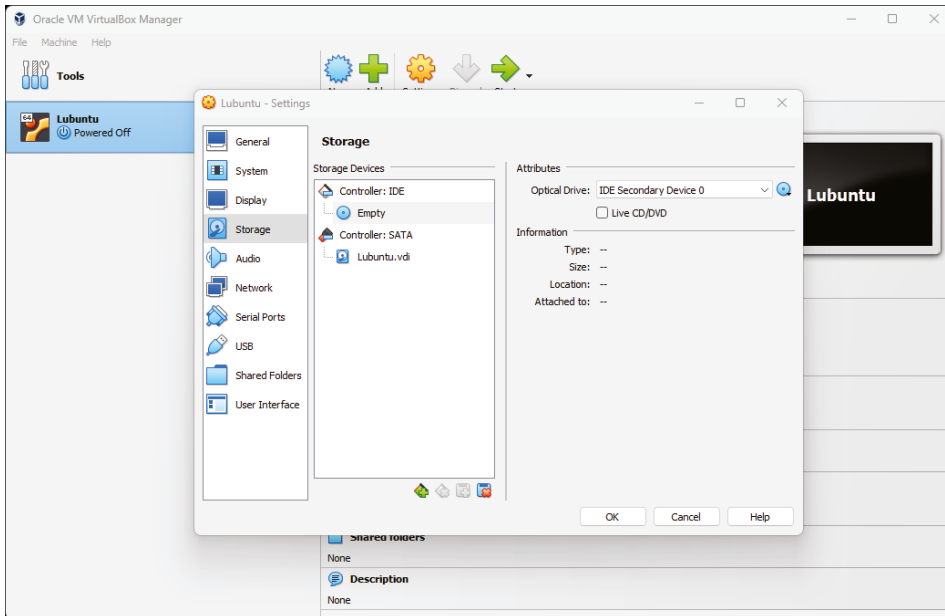 Oracle VM VirtualBox Manager
File Machine Help
Tools
64
Lubuntu
Powered Off
Lubuntu - Settings
General
System
Display
Storage
Audio
Network
Serial Ports
USB
Shared Folders
User Interface
Storage
Storage Devices
Controller: IDE
Empty
Controller: SATA
Lubuntu.vdi
Attributes
Optical Drive: IDE Secondary Device 0
Live CD/DVD
Information
Type: --
Size: --
Location: --
Attached to: --
OK Cancel Help
Lubuntu
Shared folders
None
Description
None